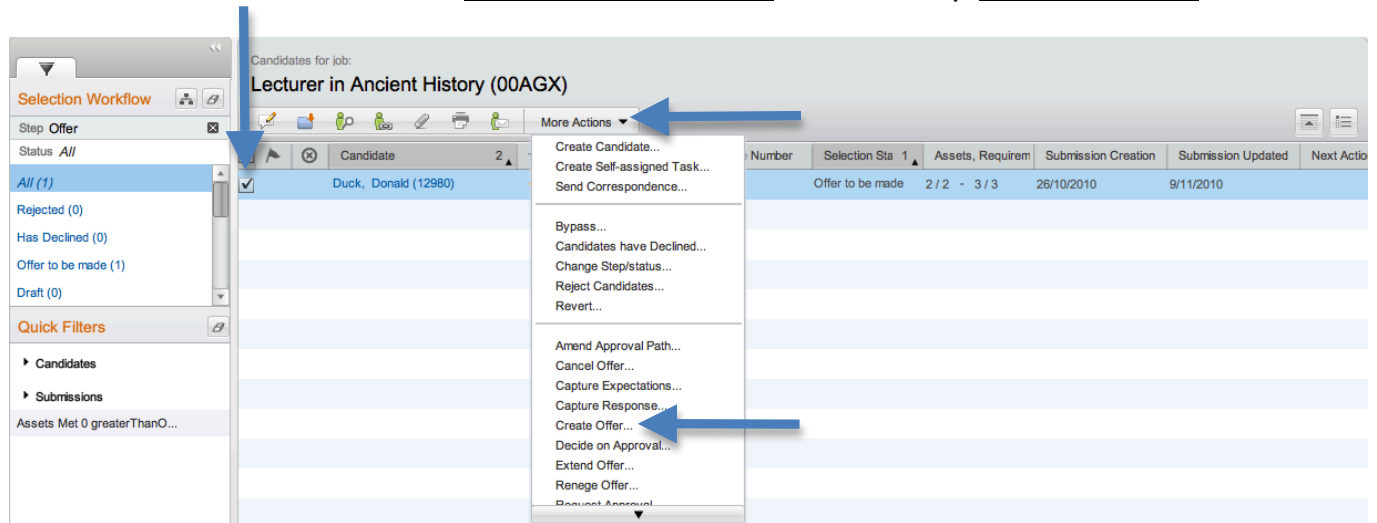 Candidates for job:
Lecturer in Ancient History (00AGX)
Selection Workflow
Step Offer
Status All
All (1)
Rejected (0)
Has Declined (0)
Offer to be made (1)
Draft (0)
Quick Filters
Candidates
Submissions
Assets Met 0 greaterThanO...
More Actions
Candidate 2 Number Selection Sta 1 Assets, Requirem Submission Creation Submission Updated Next Actio
Duck, Donald (12980) Offer to be made 2 / 2 - 3 / 3 26/10/2010 9/11/2010
Create Candidate...
Create Self-assigned Task...
Send Correspondence...
Bypass...
Candidates have Declined...
Change Step/status...
Reject Candidates...
Revert...
Amend Approval Path...
Cancel Offer...
Capture Expectations...
Capture Response...
Create Offer...
Decide on Approval...
Extend Offer...
Renege Offer...
Request Approval